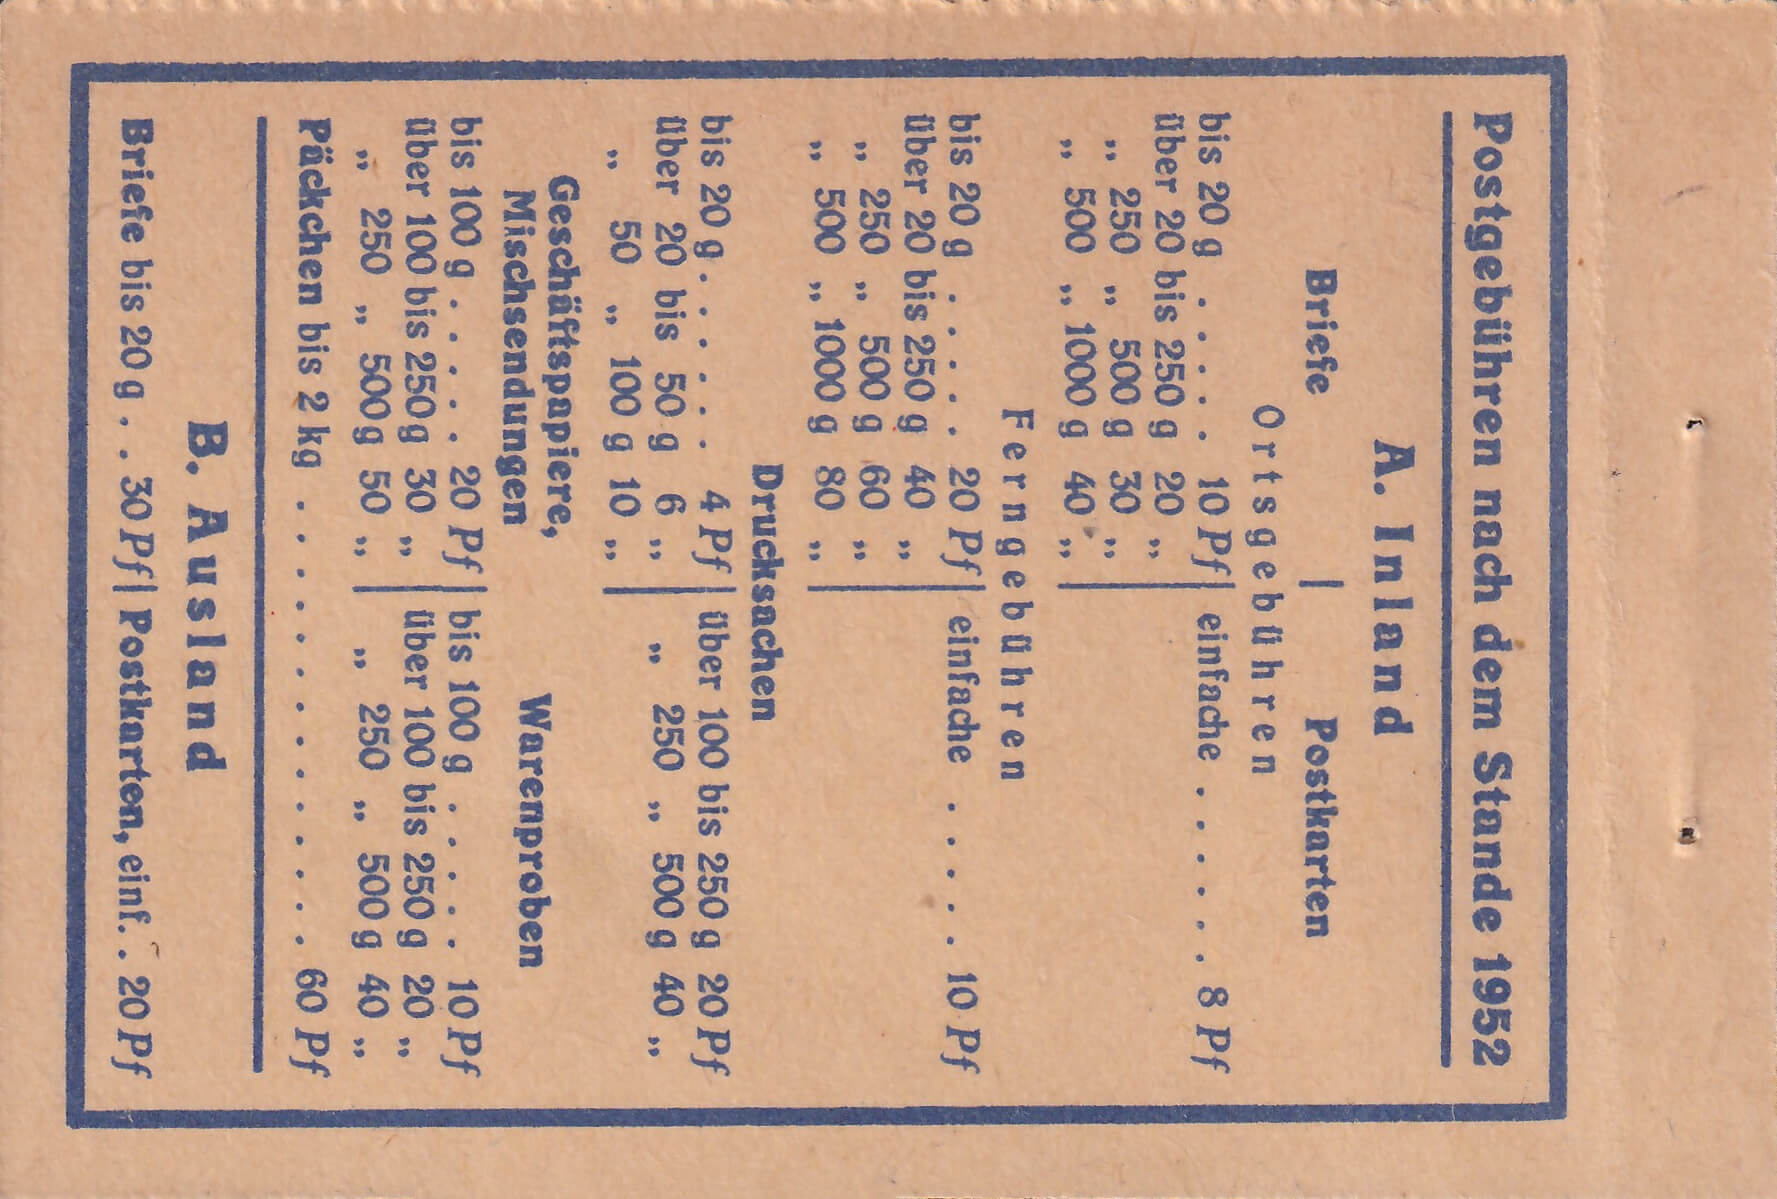 Postgebühren nach dem Stande 1952
A. Inland
Briefe | Postkarten
Ortsgebühren
bis 20 g . . . . . 10 Pf | einfache . . . . . . . 8 Pf
über 20 bis 250 g 20 „
„ 250 „ 500 g 30 „
„ 500 „ 1000 g 40 „
Ferngebühren
bis 20 g . . . . . 20 Pf | einfache . . . . . . 10 Pf
über 20 bis 250 g 40 „
„ 250 „ 500 g 60 „
„ 500 „ 1000 g 80 „
Drucksachen
bis 20 g . . . . . . 4 Pf | über 100 bis 250 g 20 Pf
über 20 bis 50 g 6 „ | „ 250 „ 500 g 40 „
„ 50 „ 100 g 10 „
Geschäftspapiere,
Mischsendungen Warenproben
bis 100 g . . . . . 20 Pf | bis 100 g . . . . . 10 Pf
über 100 bis 250 g 30 „ | über 100 bis 250 g 20 „
„ 250 „ 500 g 50 „ | „ 250 „ 500 g 40 „
Päckchen bis 2 kg . . . . . . . . . . . . . . 60 Pf
B. Ausland
Briefe bis 20 g . . 30 Pf | Postkarten, einf. . 20 Pf